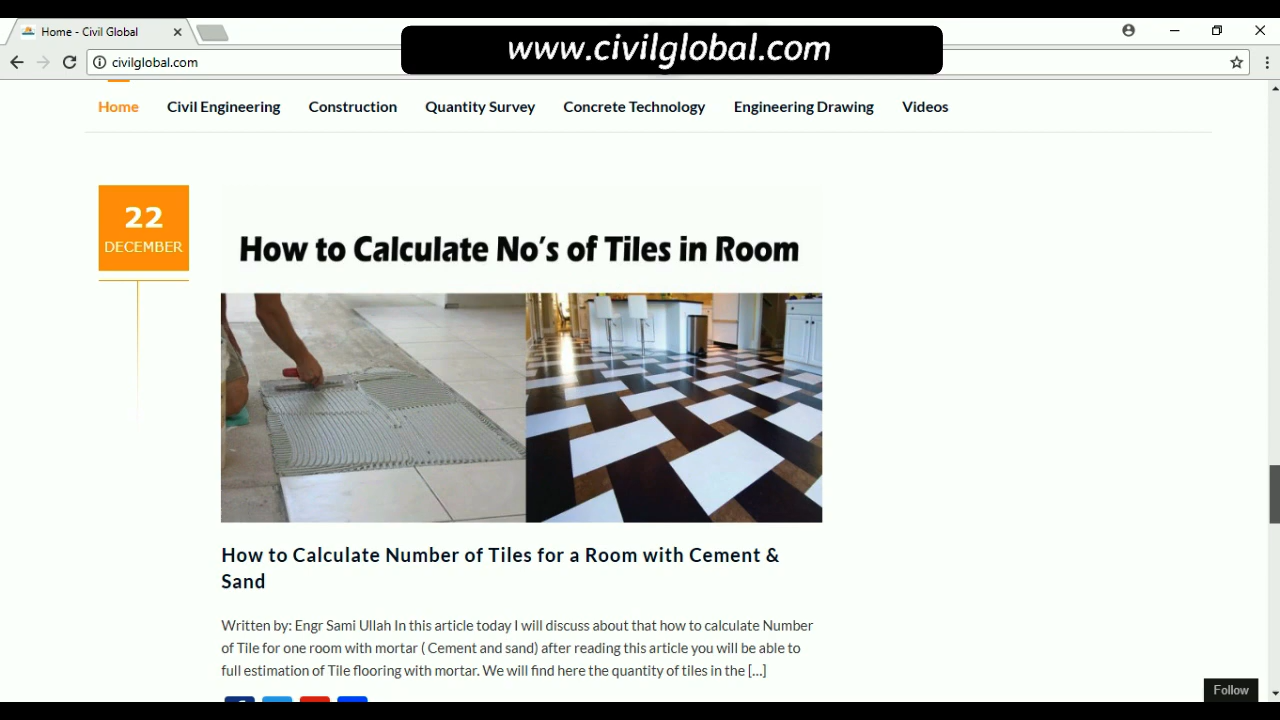 Home - Civil Global
www.civilglobal.com
civilglobal.com
Home Civil Engineering Construction Quantity Survey Concrete Technology Engineering Drawing Videos
22
DECEMBER
How to Calculate No's of Tiles in Room
How to Calculate Number of Tiles for a Room with Cement &
Sand
Written by: Engr Sami Ullah In this article today I will discuss about that how to calculate Number
of Tile for one room with mortar ( Cement and sand) after reading this article you will be able to
full estimation of Tile flooring with mortar. We will find here the quantity of tiles in the [...]
Follow